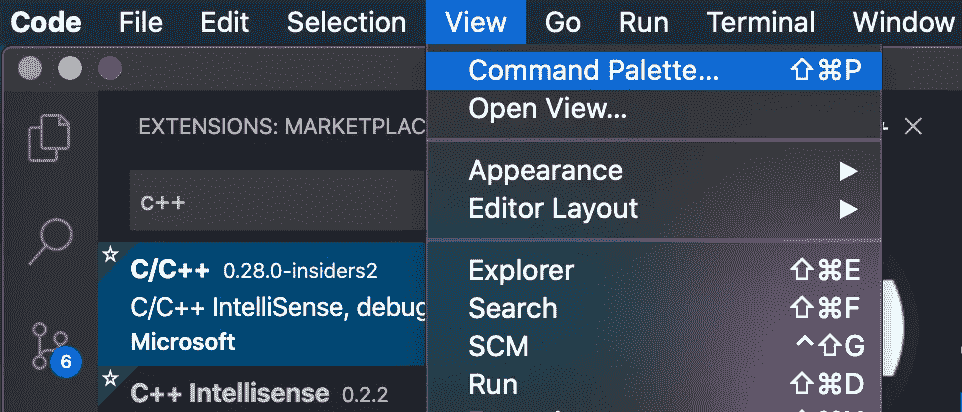 Code File Edit Selection View Go Run Terminal Window
Command Palette... ⇧⌘P
Open View...
Appearance ▶
Editor Layout ▶
Explorer ⇧⌘E
Search ⇧⌘F
SCM ^⇧G
Run ⇧⌘D
EXTENSIONS: MARKETPLAC
c++
C/C++ 0.28.0-insiders2
C/C++ IntelliSense, debug
Microsoft
6
C++ Intellisense 0.2.2